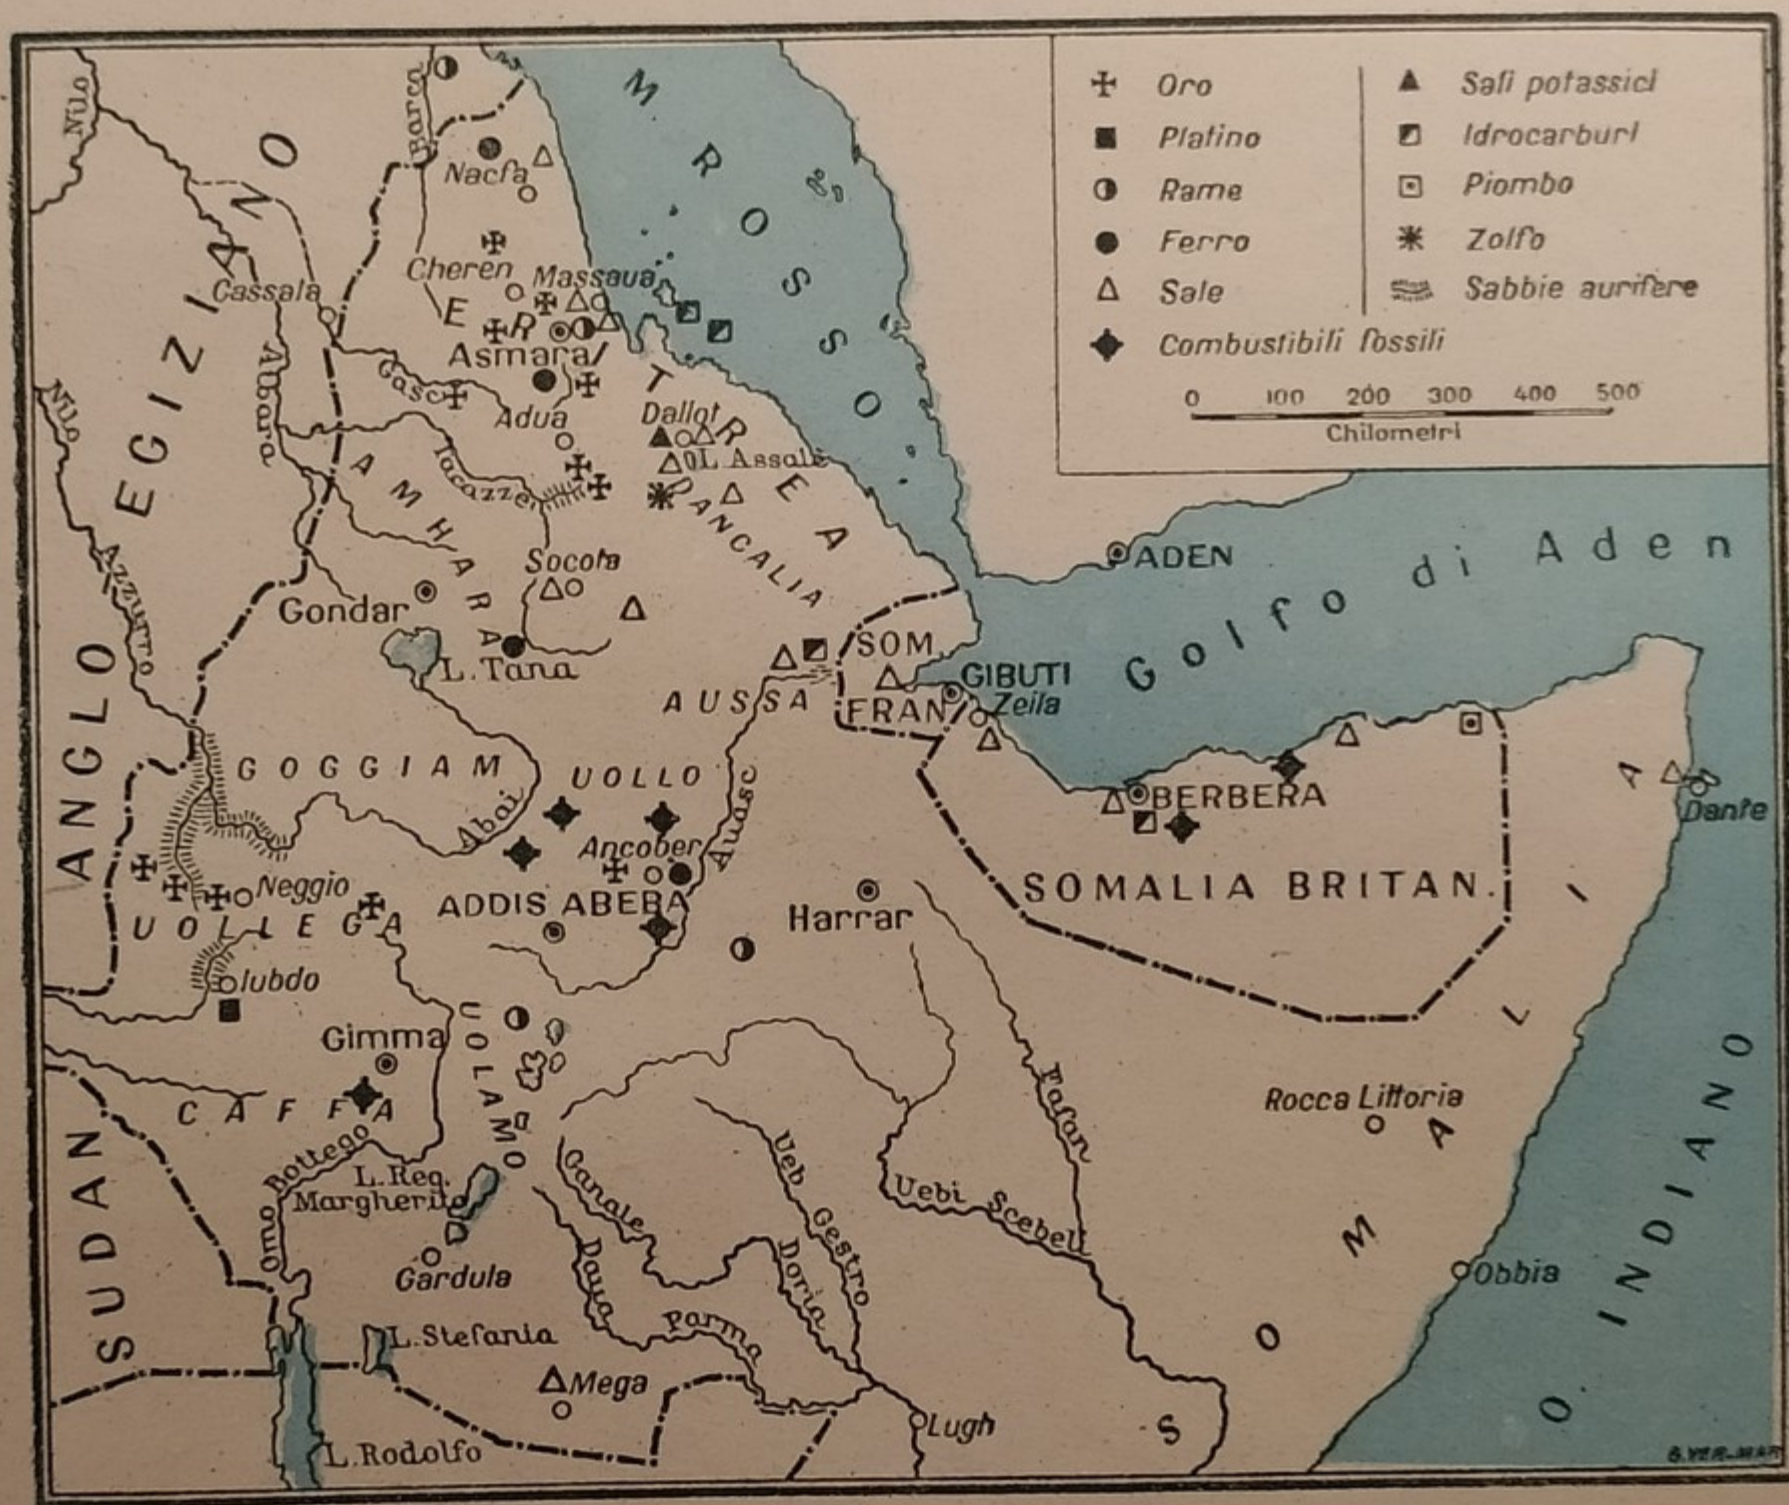 Oro
Platino
Rame
Ferro
Sale
Combustibili fossili
Sali potassici
Idrocarburi
Piombo
Zolfo
Sabbie aurifere
0 100 200 300 400 500
Chilometri
M. ROSSO
Nilo
Barca
Nacfa
Cheren
Massaua
Cassala
ERITREA
Asmara
Gasc
Atbara
Adua
Dallol
L. Assale
Tacazze
AMHARA
DANCALIA
Nilo Azzurro
ANGLO EGIZIANO
SUDAN
Socota
Gondar
L. Tana
ADEN
Golfo di Aden
SOM.
FRAN.
GIBUTI
Zeila
AUSSA
GOGGIAM
UOLLO
Abai
Auasc
Ancober
BERBERA
Dante
Neggio
UOLLEGA
ADDIS ABEBA
Harrar
SOMALIA BRITAN.
Iubdo
Gimma
UOLAMO
CAFFA
Omo Bottego
L. Reg.
Margherita
Gardula
Fafan
Rocca Littoria
Uebi Scebeli
Ueb Gestro
Canale Doria
Daua Parma
Obbia
SOMALIA
O. INDIANO
L. Stefania
Mega
Lugh
L. Rodolfo